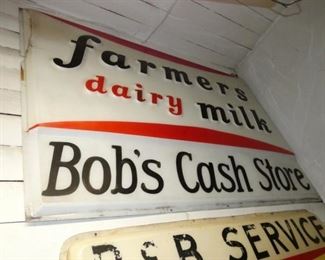 farmers
dairy milk
Bob's Cash Store
B&B SERVICE